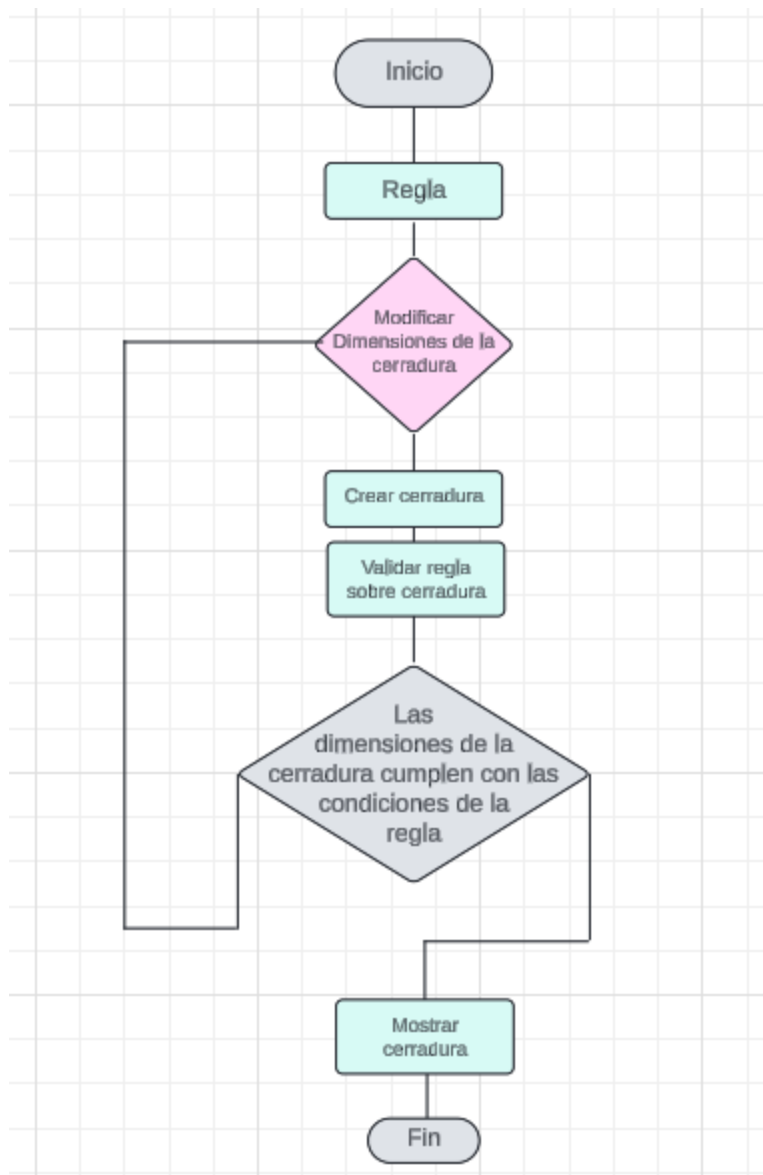 Inicio
Regla
Modificar
Dimensiones de la
cerradura
Crear cerradura
Validar regla
sobre cerradura
Las
dimensiones de la
cerradura cumplen con las
condiciones de la
regla
Mostrar
cerradura
Fin